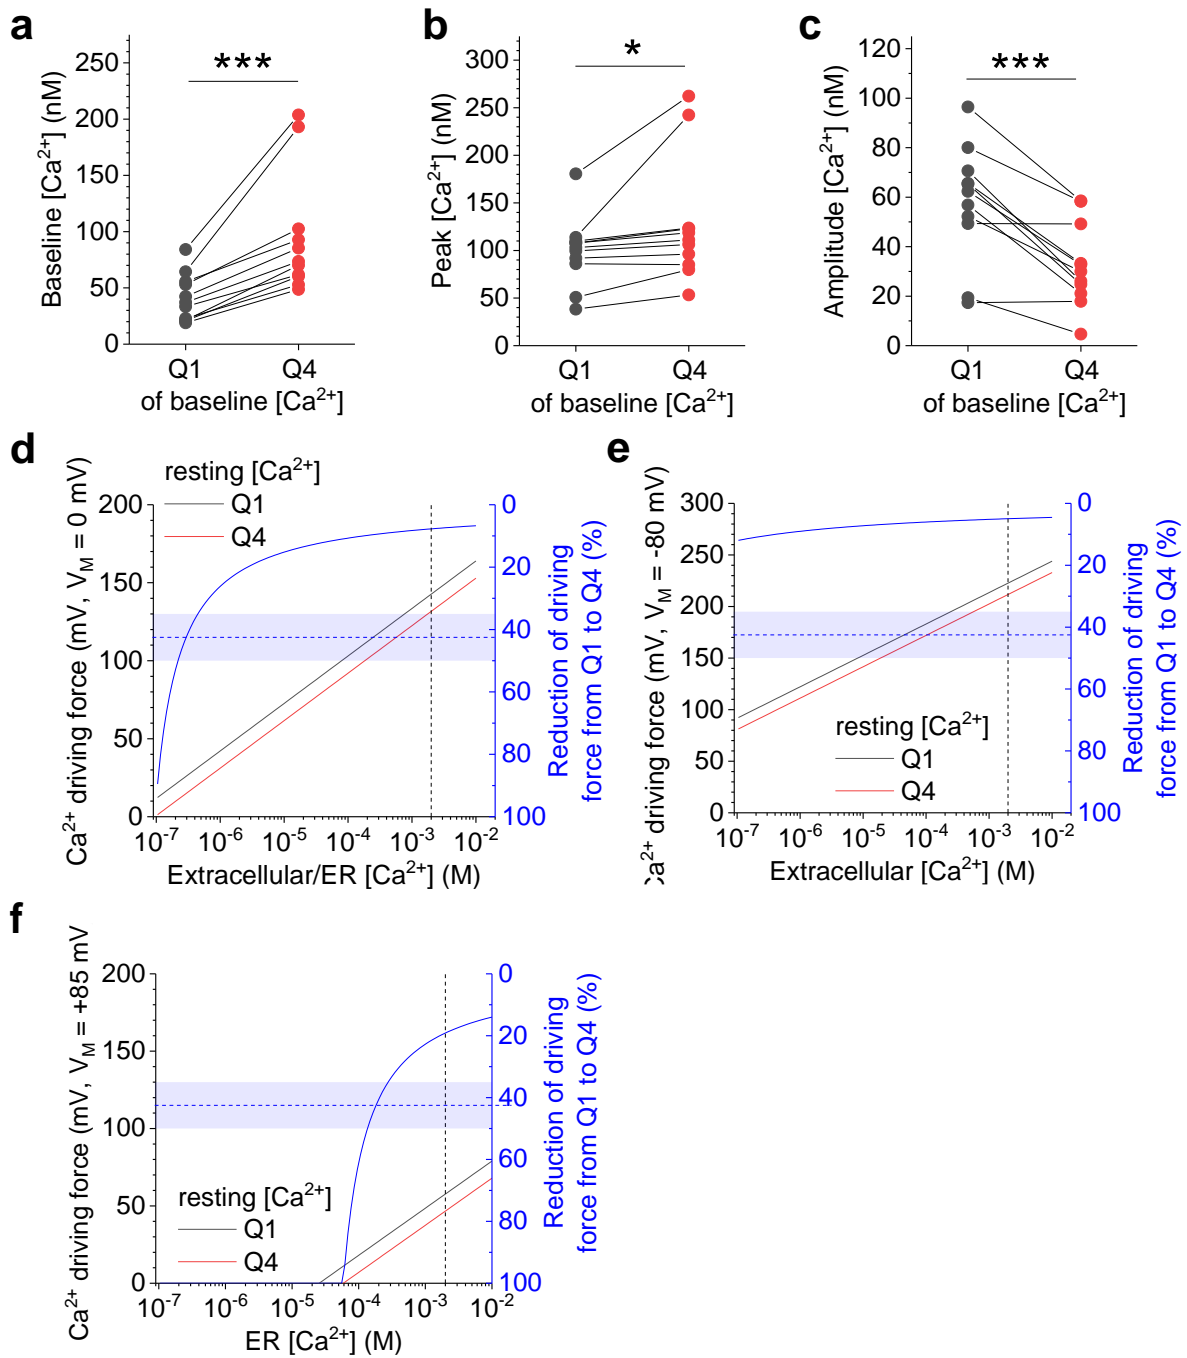 a
Baseline [Ca²⁺] (nM)
250
200
150
100
50
0
***
Q1 Q4
of baseline [Ca²⁺]
b
Peak [Ca²⁺] (nM)
300
250
200
150
100
50
0
*
Q1 Q4
of baseline [Ca²⁺]
c
Amplitude [Ca²⁺] (nM)
120
100
80
60
40
20
0
***
Q1 Q4
of baseline [Ca²⁺]
d
Ca²⁺ driving force (mV, V_M = 0 mV)
200
150
100
50
0
resting [Ca²⁺]
Q1
Q4
0
20
40
60
80
100
Reduction of driving
force from Q1 to Q4 (%)
10⁻⁷ 10⁻⁶ 10⁻⁵ 10⁻⁴ 10⁻³ 10⁻²
Extracellular/ER [Ca²⁺] (M)
e
Ca²⁺ driving force (mV, V_M = -80 mV)
300
250
200
150
100
50
0
resting [Ca²⁺]
Q1
Q4
0
20
40
60
80
100
Reduction of driving
force from Q1 to Q4 (%)
10⁻⁷ 10⁻⁶ 10⁻⁵ 10⁻⁴ 10⁻³ 10⁻²
Extracellular [Ca²⁺] (M)
f
Ca²⁺ driving force (mV, V_M = +85 mV
200
150
100
50
0
resting [Ca²⁺]
Q1
Q4
0
20
40
60
80
100
Reduction of driving
force from Q1 to Q4 (%)
10⁻⁷ 10⁻⁶ 10⁻⁵ 10⁻⁴ 10⁻³ 10⁻²
ER [Ca²⁺] (M)